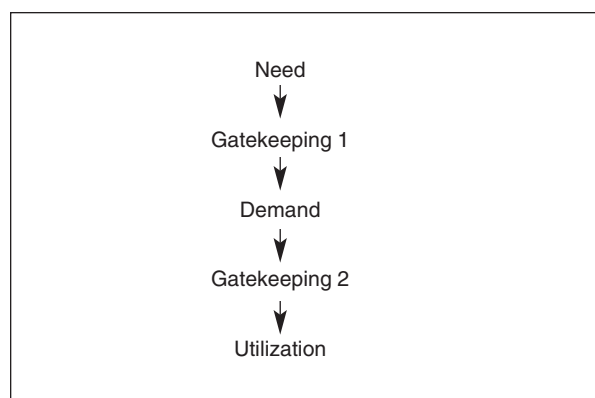 Need
Gatekeeping 1
Demand
Gatekeeping 2
Utilization